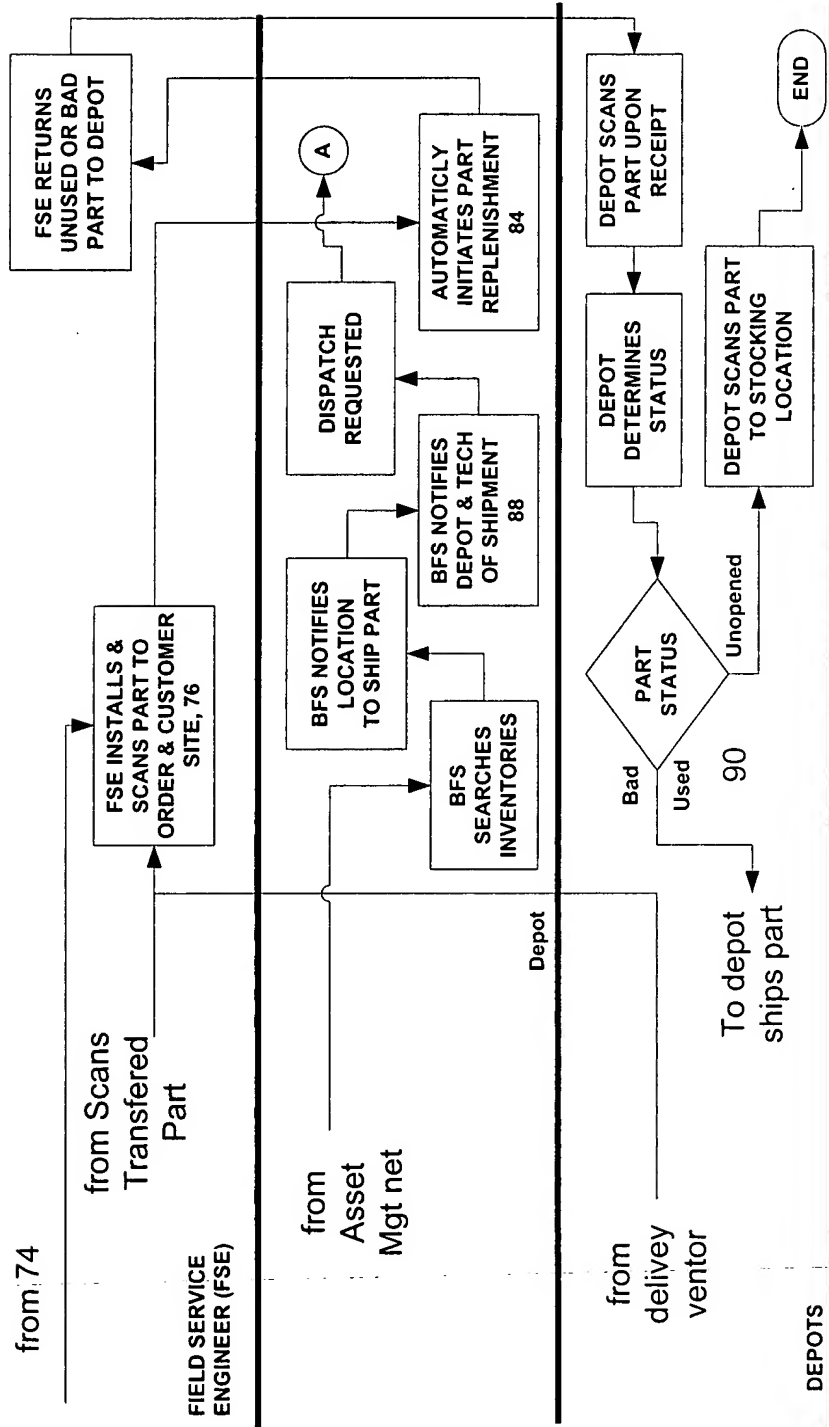 from 74
FSE RETURNS
UNUSED OR BAD
PART TO DEPOT
from Scans
Transfered
Part
FSE INSTALLS &
SCANS PART TO
ORDER & CUSTOMER
SITE, 76
FIELD SERVICE
ENGINEER (FSE)
A
from
Asset
Mgt net
BFS NOTIFIES
LOCATION
TO SHIP PART
DISPATCH
REQUESTED
BFS
SEARCHES
INVENTORIES
BFS NOTIFIES
DEPOT & TECH
OF SHIPMENT
88
AUTOMATICLY
INITIATES PART
REPLENISHMENT
84
Depot
from
delivey
ventor
DEPOT
DETERMINES
STATUS
DEPOT SCANS
PART UPON
RECEIPT
PART
STATUS
Bad
Used
90
Unopened
To depot
ships part
DEPOT SCANS PART
TO STOCKING
LOCATION
END
DEPOTS